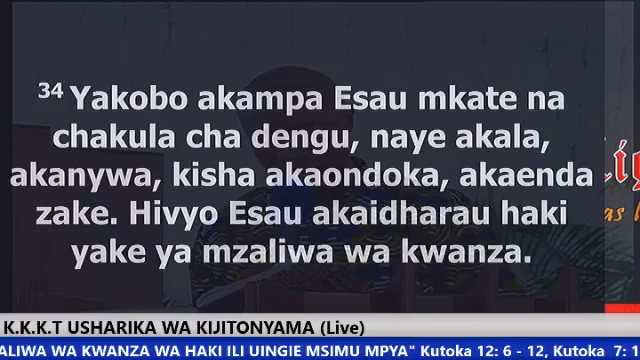 34 Yakobo akampa Esau mkate na
chakula cha dengu, naye akala,
akanywa, kisha akaondoka, akaenda
zake. Hivyo Esau akaidharau haki
yake ya mzaliwa wa kwanza.
K.K.K.T USHARIKA WA KIJITONYAMA (Live)
ALIWA WA KWANZA WA HAKI ILI UINGIE MSIMU MPYA" Kutoka 12: 6 - 12, Kutoka 7: 1